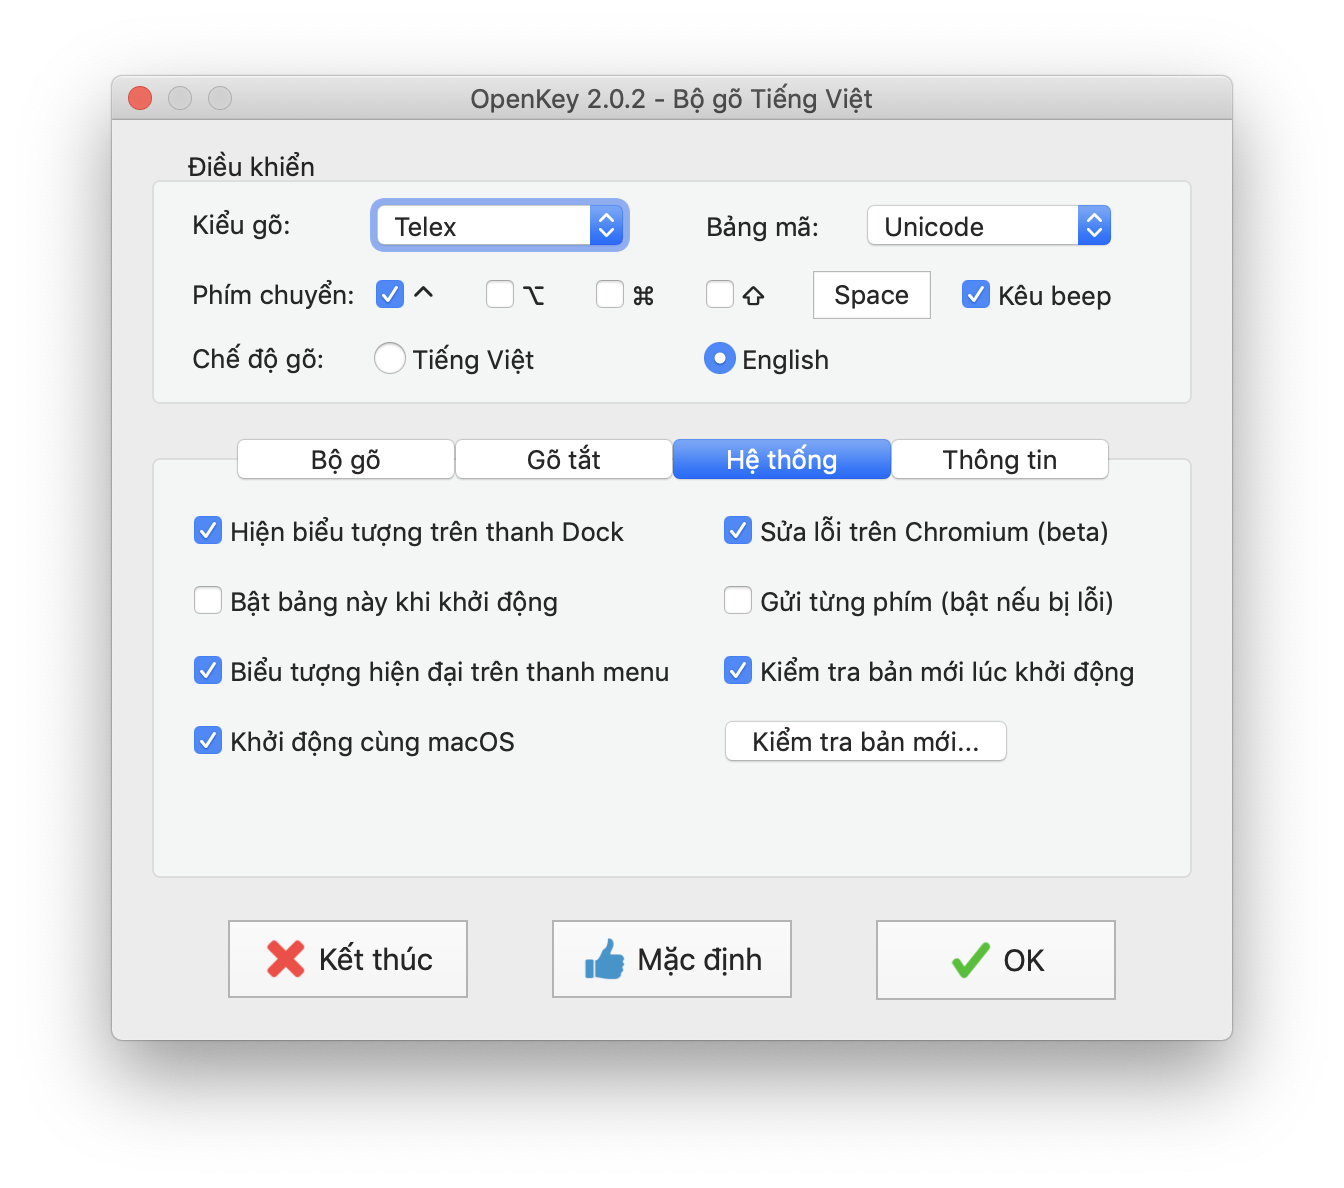 OpenKey 2.0.2 - Bộ gõ Tiếng Việt
Điều khiển
Kiểu gõ: Telex Bảng mã: Unicode
Phím chuyển: ^ ⌥ ⌘ ⇧ Space Kêu beep
Chế độ gõ: Tiếng Việt English
Bộ gõ Gõ tắt Hệ thống Thông tin
Hiện biểu tượng trên thanh Dock Sửa lỗi trên Chromium (beta)
Bật bảng này khi khởi động Gửi từng phím (bật nếu bị lỗi)
Biểu tượng hiện đại trên thanh menu Kiểm tra bản mới lúc khởi động
Khởi động cùng macOS Kiểm tra bản mới...
Kết thúc Mặc định OK